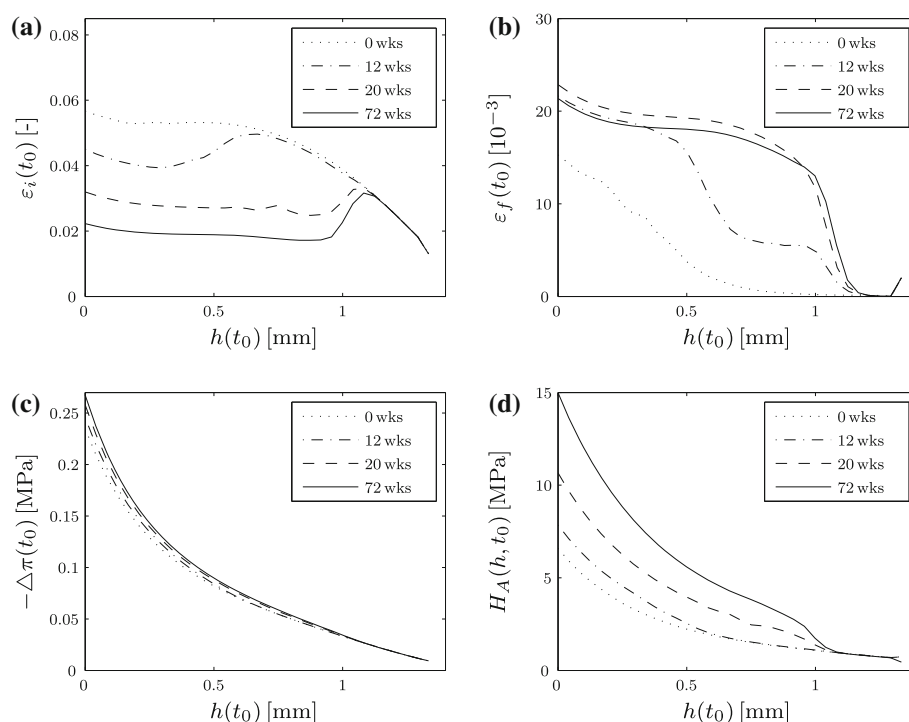 (a)
0.08
0.06
0.04
0.02
0
εᵢ(t₀) [-]
0 wks
12 wks
20 wks
72 wks
0 0.5 1
h(t₀) [mm]
(b)
30
20
10
0
ε_f(t₀) [10⁻³]
0 wks
12 wks
20 wks
72 wks
0 0.5 1
h(t₀) [mm]
(c)
0.25
0.2
0.15
0.1
0.05
0
−△π(t₀) [MPa]
0 wks
12 wks
20 wks
72 wks
0 0.5 1
h(t₀) [mm]
(d)
15
10
5
0
H_A(h, t₀) [MPa]
0 wks
12 wks
20 wks
72 wks
0 0.5 1
h(t₀) [mm]